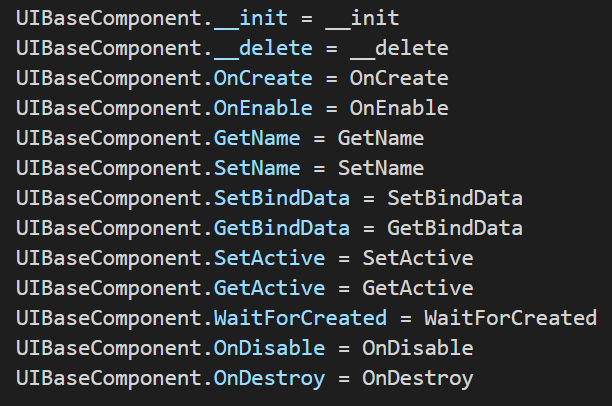 UIBaseComponent.__init = __init
UIBaseComponent.__delete = __delete
UIBaseComponent.OnCreate = OnCreate
UIBaseComponent.OnEnable = OnEnable
UIBaseComponent.GetName = GetName
UIBaseComponent.SetName = SetName
UIBaseComponent.SetBindData = SetBindData
UIBaseComponent.GetBindData = GetBindData
UIBaseComponent.SetActive = SetActive
UIBaseComponent.GetActive = GetActive
UIBaseComponent.WaitForCreated = WaitForCreated
UIBaseComponent.OnDisable = OnDisable
UIBaseComponent.OnDestroy = OnDestroy